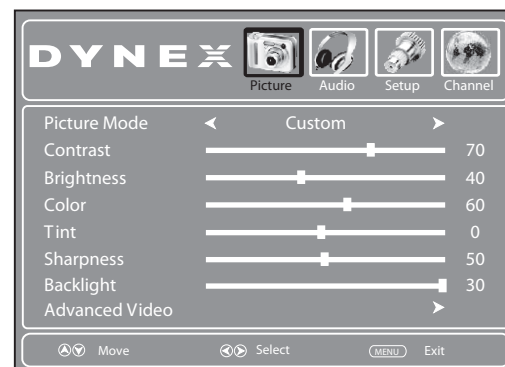 DYNEX
Picture Audio Setup Channel
Picture Mode Custom
Contrast 70
Brightness 40
Color 60
Tint 0
Sharpness 50
Backlight 30
Advanced Video
Move Select MENU Exit